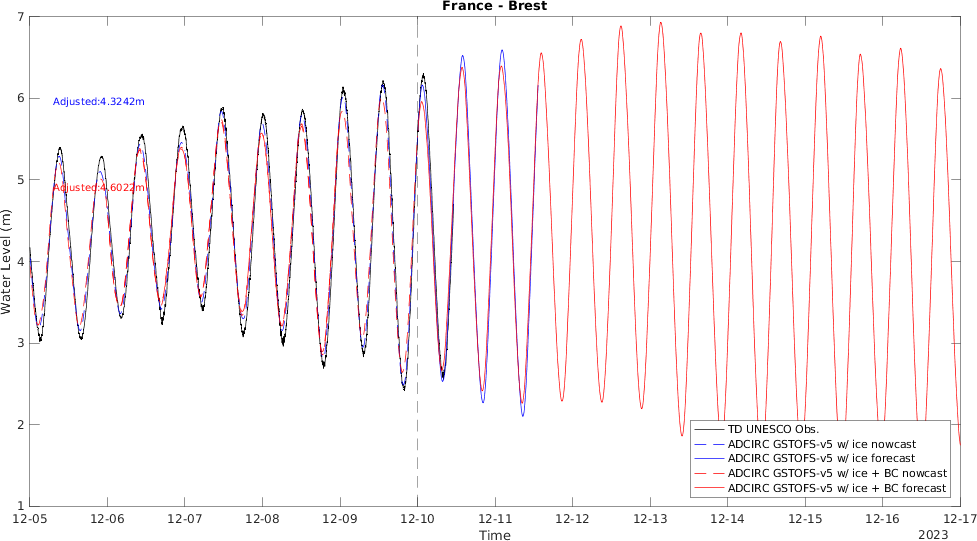 France - Brest
7
6
5
4
3
2
1
Water Level (m)
Adjusted:4.3242m
Adjusted:4.6022m
TD UNESCO Obs.
ADCIRC GSTOFS-v5 w/ ice nowcast
ADCIRC GSTOFS-v5 w/ ice forecast
ADCIRC GSTOFS-v5 w/ ice + BC nowcast
ADCIRC GSTOFS-v5 w/ ice + BC forecast
12-05 12-06 12-07 12-08 12-09 12-10 12-11 12-12 12-13 12-14 12-15 12-16 12-17
Time
2023